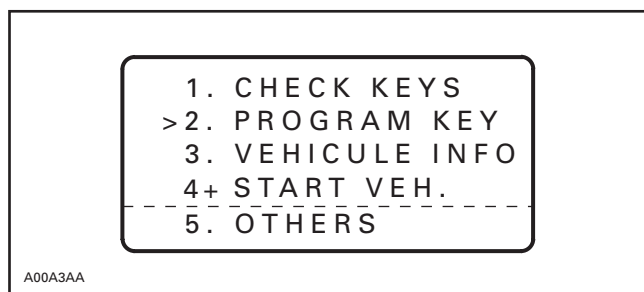 1. CHECK KEYS
>2. PROGRAM KEY
3. VEHICULE INFO
4+ START VEH.
5. OTHERS
A00A3AA